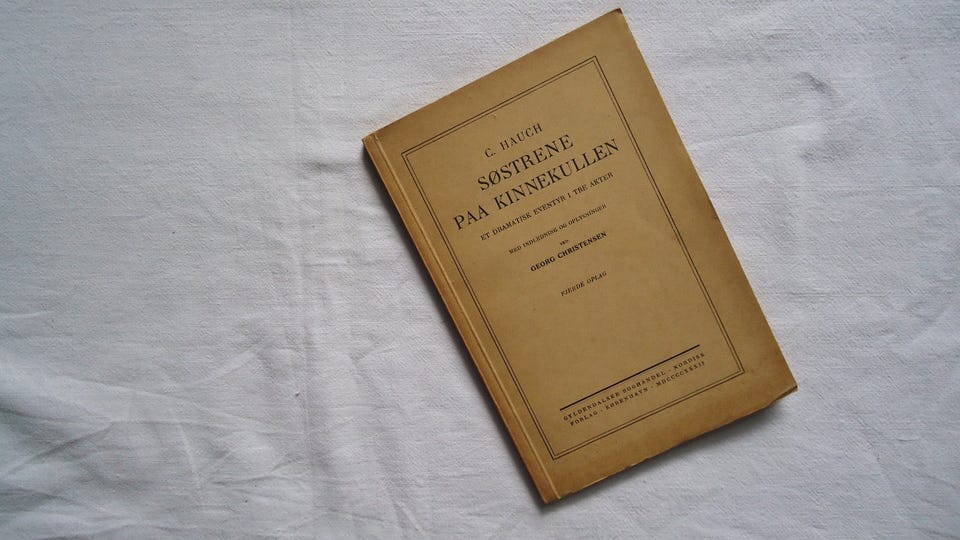 C. HAUCH
SØSTRENE
PAA KINNEKULLEN
ET DRAMATISK EVENTYR I TRE AKTER
MED INDLEDNING OG OPLYSNINGER
VED
GEORG CHRISTENSEN
FJERDE OPLAG
GYLDENDALSKE BOGHANDEL - NORDISK
FORLAG - KØBENHAVN - MDCCCCXXXII